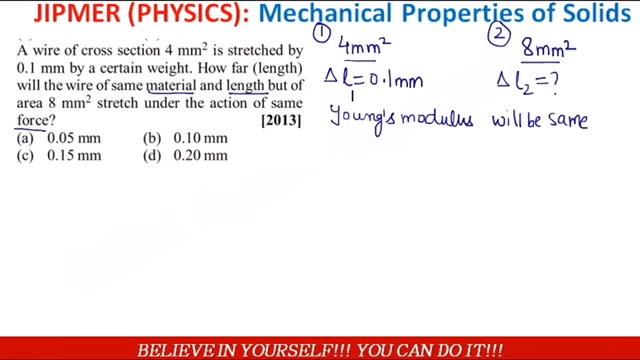 JIPMER (PHYSICS): Mechanical Properties of Solids
A wire of cross section 4 mm² is stretched by
0.1 mm by a certain weight. How far (length)
will the wire of same material and length but of
area 8 mm² stretch under the action of same
force? [2013]
(a) 0.05 mm (b) 0.10 mm
(c) 0.15 mm (d) 0.20 mm
① ②
4mm² 8mm²
Δl₁=0.1mm Δl₂=?
Young's modulus will be same
BELIEVE IN YOURSELF!!! YOU CAN DO IT!!!